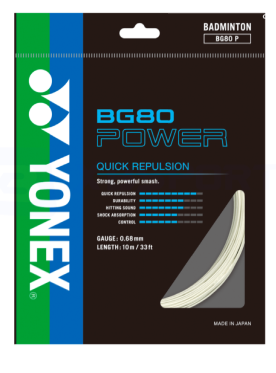 BADMINTON
BG80 P
YONEX®
BG80
POWER
QUICK REPULSION
Strong, powerful smash.
QUICK REPULSION
DURABILITY
HITTING SOUND
SHOCK ABSORPTION
CONTROL
GAUGE: 0.68mm
LENGTH: 10m / 33ft
MADE IN JAPAN